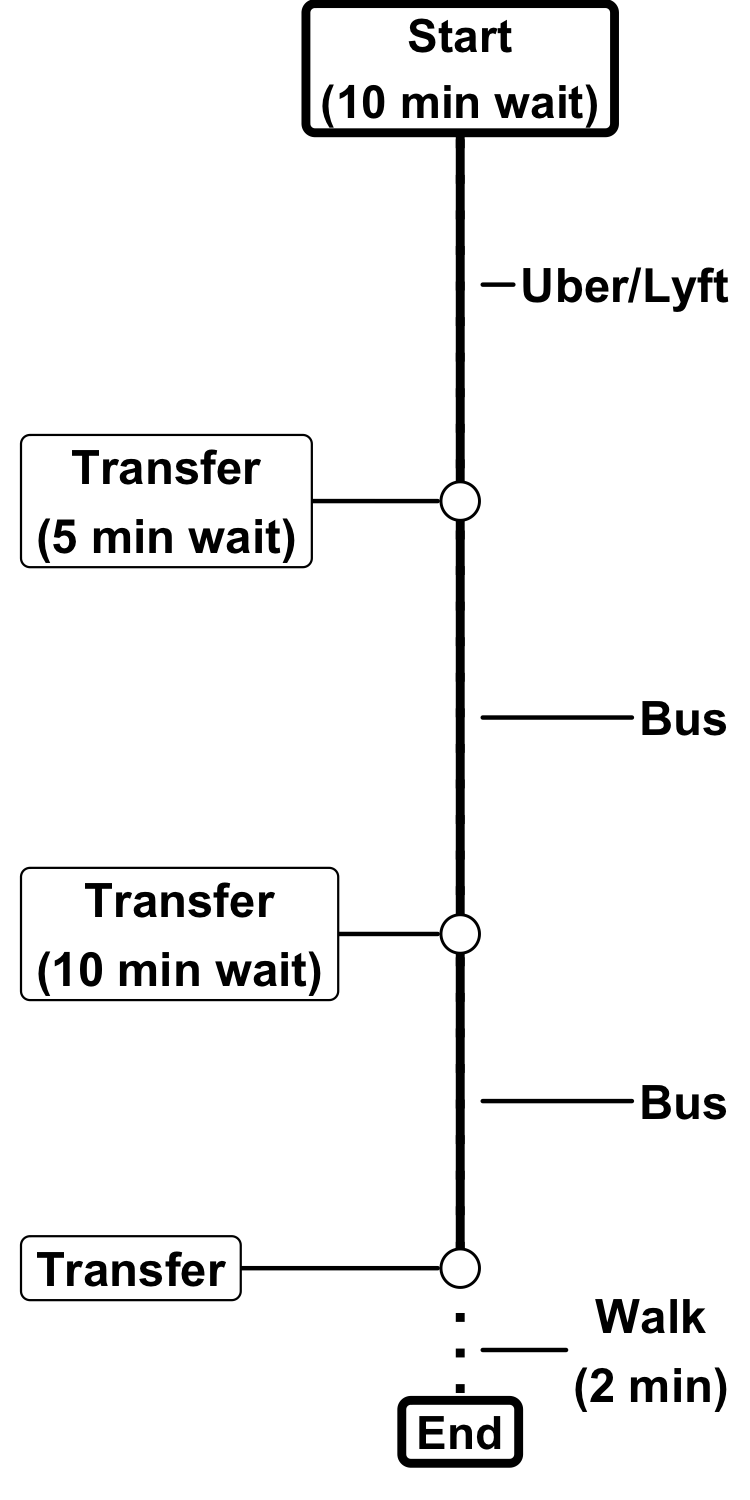 Start
(10 min wait)
Uber/Lyft
Transfer
(5 min wait)
Bus
Transfer
(10 min wait)
Bus
Transfer
Walk
(2 min)
End